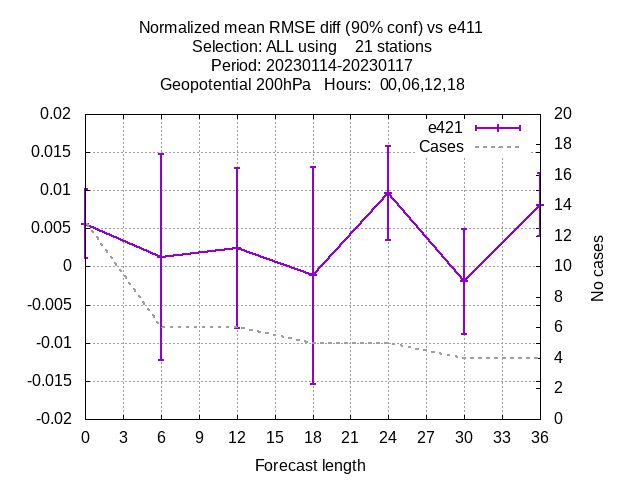 Normalized mean RMSE diff (90% conf) vs e411
Selection: ALL using    21 stations
Period: 20230114-20230117
Geopotential 200hPa   Hours:  00,06,12,18
0.02
0.015
0.01
0.005
0
-0.005
-0.01
-0.015
-0.02
e421
Cases
20
18
16
14
12
10
8
6
4
2
0
No cases
0 3 6 9 12 15 18 21 24 27 30 33 36
Forecast length